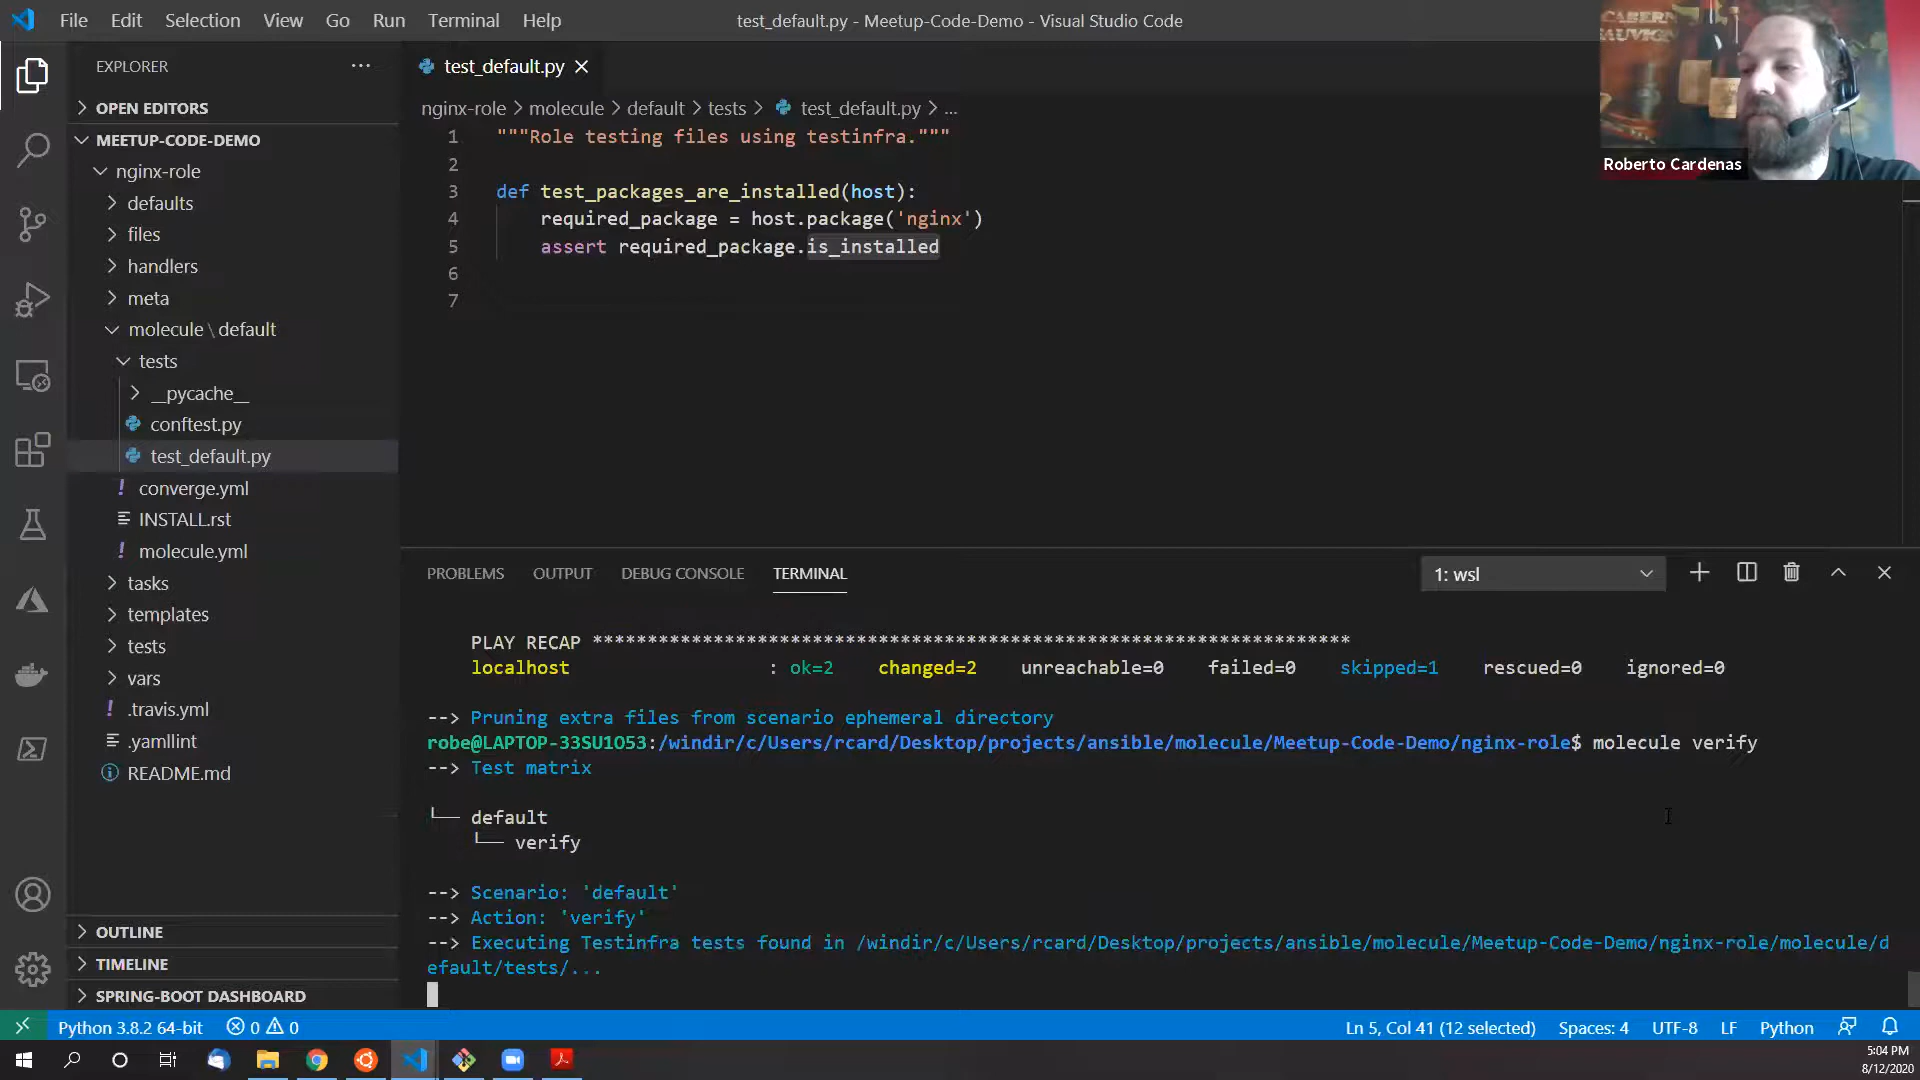 File Edit Selection View Go Run Terminal Help
test_default.py - Meetup-Code-Demo - Visual Studio Code
CABERN
SAUVIGN
Roberto Cardenas
EXPLORER ...
OPEN EDITORS
MEETUP-CODE-DEMO
nginx-role
defaults
files
handlers
meta
molecule \ default
tests
__pycache__
conftest.py
test_default.py
! converge.yml
INSTALL.rst
! molecule.yml
tasks
templates
tests
vars
! .travis.yml
.yamllint
README.md
OUTLINE
TIMELINE
SPRING-BOOT DASHBOARD
test_default.py
nginx-role > molecule > default > tests > test_default.py > ...
1 """Role testing files using testinfra."""
2
3 def test_packages_are_installed(host):
4 required_package = host.package('nginx')
5 assert required_package.is_installed
6
7
PROBLEMS OUTPUT DEBUG CONSOLE TERMINAL
1: wsl
PLAY RECAP *********************************************************************
localhost : ok=2 changed=2 unreachable=0 failed=0 skipped=1 rescued=0 ignored=0
--> Pruning extra files from scenario ephemeral directory
robe@LAPTOP-33SU1O53:/windir/c/Users/rcard/Desktop/projects/ansible/molecule/Meetup-Code-Demo/nginx-role$ molecule verify
--> Test matrix
└── default
└── verify
--> Scenario: 'default'
--> Action: 'verify'
--> Executing Testinfra tests found in /windir/c/Users/rcard/Desktop/projects/ansible/molecule/Meetup-Code-Demo/nginx-role/molecule/d
efault/tests/...
Python 3.8.2 64-bit 0 0
Ln 5, Col 41 (12 selected) Spaces: 4 UTF-8 LF Python
5:04 PM
8/12/2020